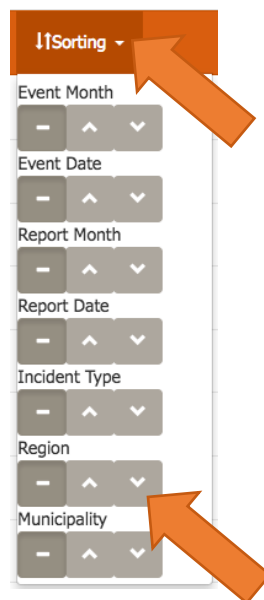 Sorting
Event Month
Event Date
Report Month
Report Date
Incident Type
Region
Municipality